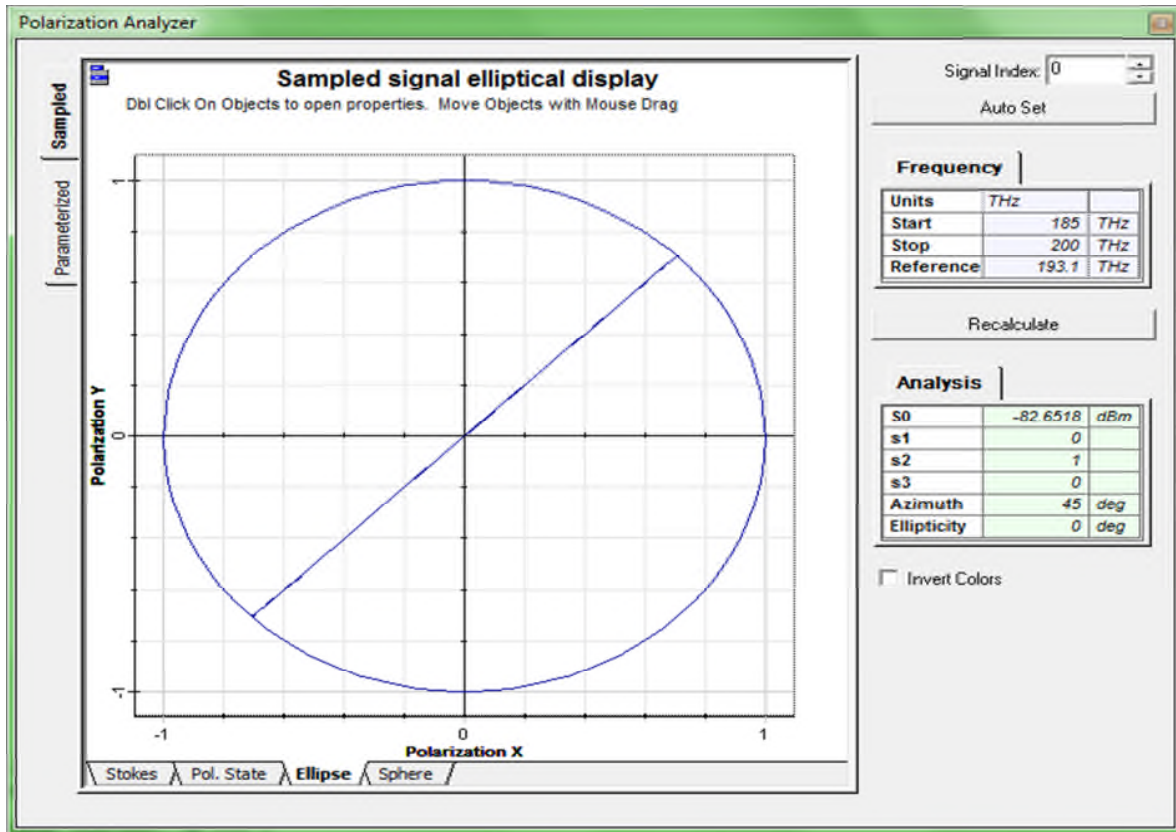 Polarization Analyzer
Sampled
Parameterized
Sampled signal elliptical display
Dbl Click On Objects to open properties. Move Objects with Mouse Drag
Polarization Y
1
0
-1
-1
0
1
Polarization X
Stokes
Pol. State
Ellipse
Sphere
Signal Index: 0
Auto Set
Frequency
Units THz
Start 185 THz
Stop 200 THz
Reference 193.1 THz
Recalculate
Analysis
S0 -82.6518 dBm
s1 0
s2 1
s3 0
Azimuth 45 deg
Ellipticity 0 deg
Invert Colors